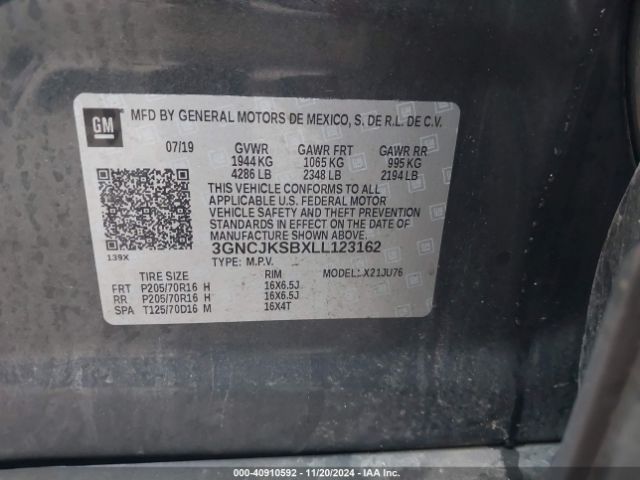 GM
MFD BY GENERAL MOTORS DE MEXICO, S. DE R.L. DE C.V.
07/19 GVWR GAWR FRT GAWR RR
1944 KG 1065 KG 995 KG
4286 LB 2348 LB 2194 LB
THIS VEHICLE CONFORMS TO ALL
APPLICABLE U.S. FEDERAL MOTOR
VEHICLE SAFETY AND THEFT PREVENTION
STANDARDS IN EFFECT ON THE DATE OF
MANUFACTURE SHOWN ABOVE.
3GNCJKSBXLL123162
139X TYPE: M.P.V.
TIRE SIZE RIM MODEL: X21JU76
FRT P205/70R16 H 16X6.5J
RR P205/70R16 H 16X6.5J
SPA T125/70D16 M 16X4T
000-40910592 - 11/20/2024 - IAAI.com